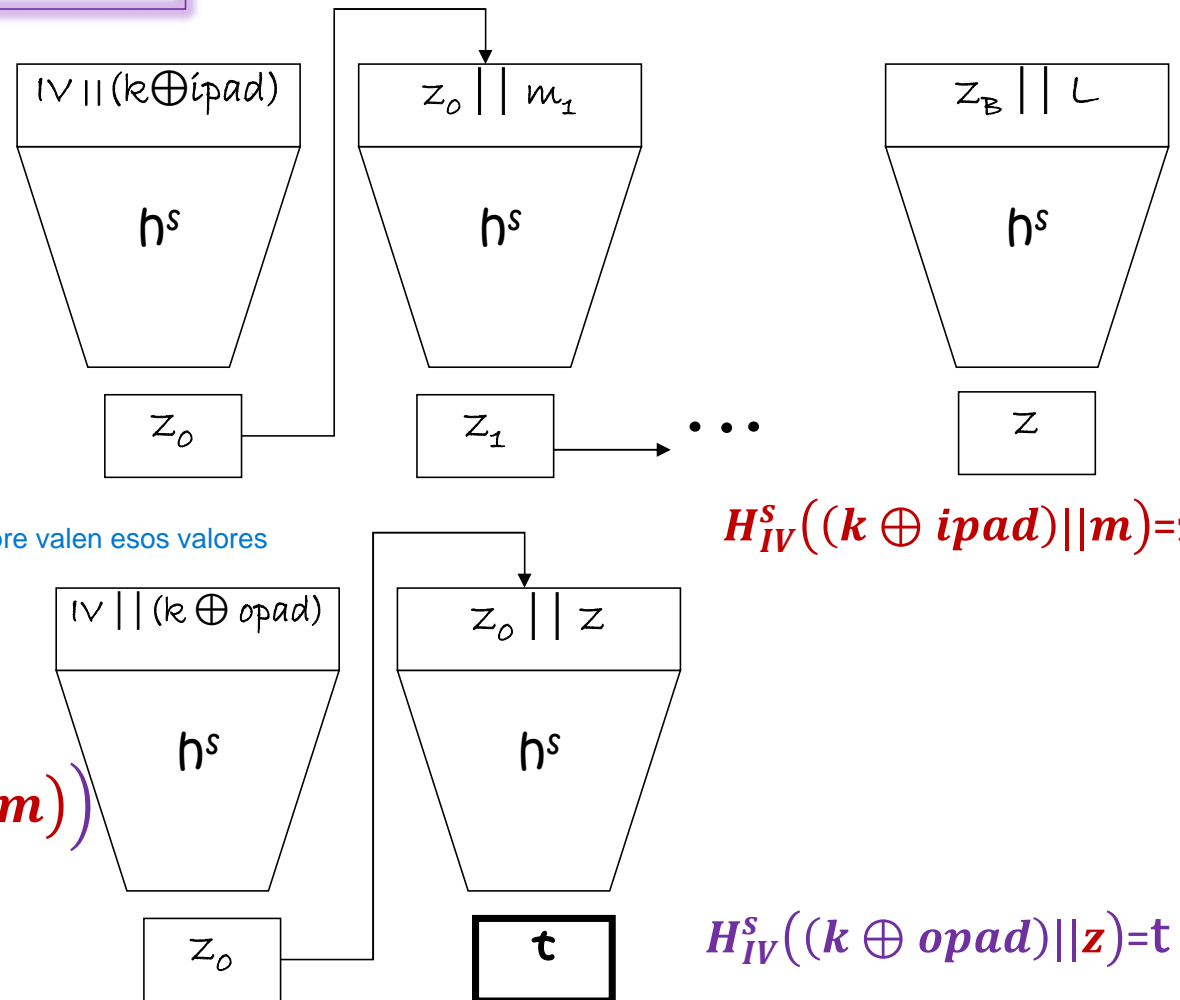 IV || (k⊕ipad)
z₀ || m₁
z_B || L
hˢ
hˢ
hˢ
z₀
z₁
...
z
valen esos valores
H^s_IV((k ⊕ ipad)||m)=
IV || (k ⊕ opad)
z₀ || z
hˢ
hˢ
m))
z₀
t
H^s_IV((k ⊕ opad)||z)=t